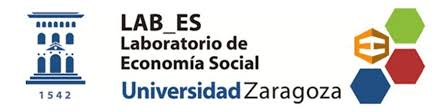 LAB_ES
Laboratorio de
Economía Social
Universidad Zaragoza
1542